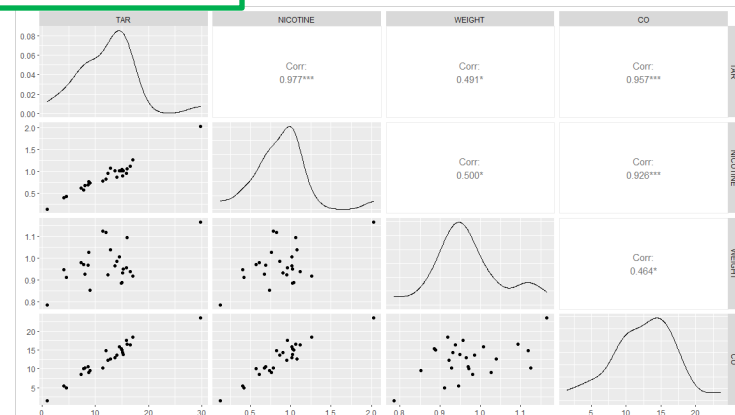 TAR NICOTINE WEIGHT CO
0.08
0.06
0.04
0.02
0.00
Corr:
0.977***
Corr:
0.491*
Corr:
0.957***
TAR
2.0
1.5
1.0
0.5
Corr:
0.500*
Corr:
0.926***
NICOTINE
1.1
1.0
0.9
0.8
Corr:
0.464*
WEIGHT
20
15
10
5
CO
0 10 20 30 0.5 1.0 1.5 2.0 0.8 0.9 1.0 1.1 5 10 15 20